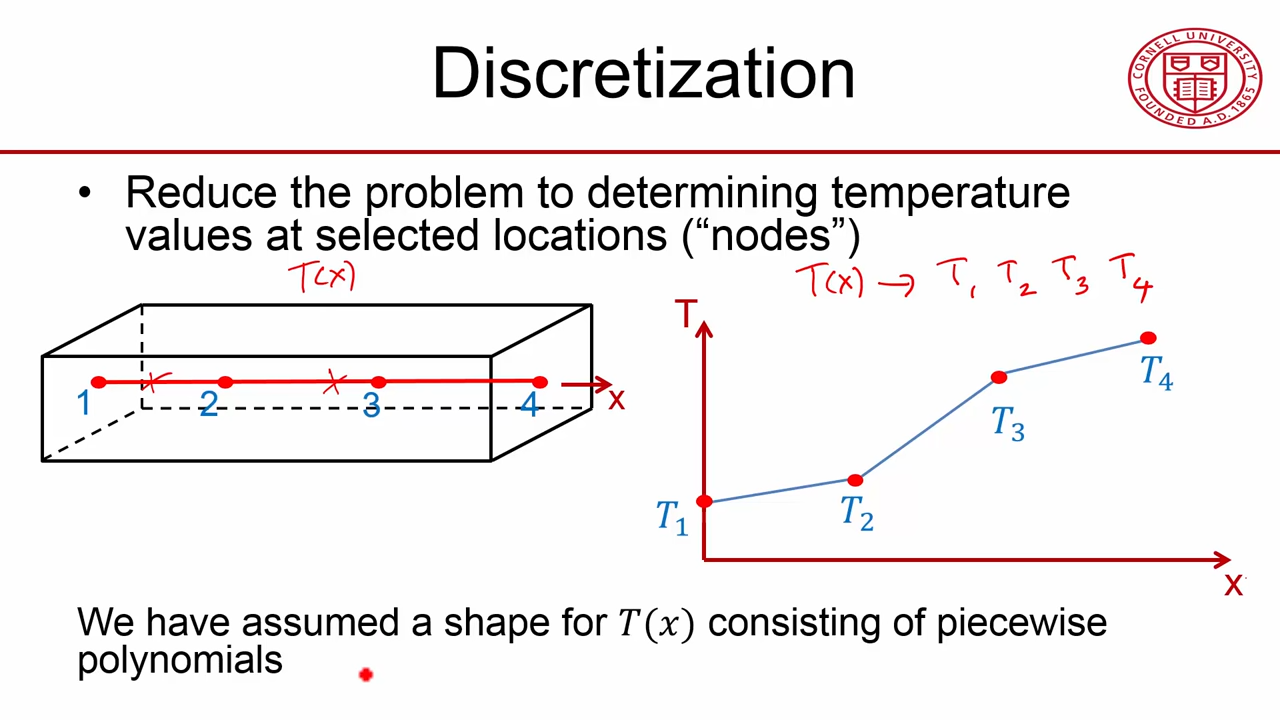 Discretization
CORNELL UNIVERSITY
FOUNDED A.D. 1865
• Reduce the problem to determining temperature
values at selected locations (“nodes”)
T(x)
T(x) → T₁ T₂ T₃ T₄
1 2 3 4 x
T
T₁
T₂
T₃
T₄
x
We have assumed a shape for T(x) consisting of piecewise
polynomials